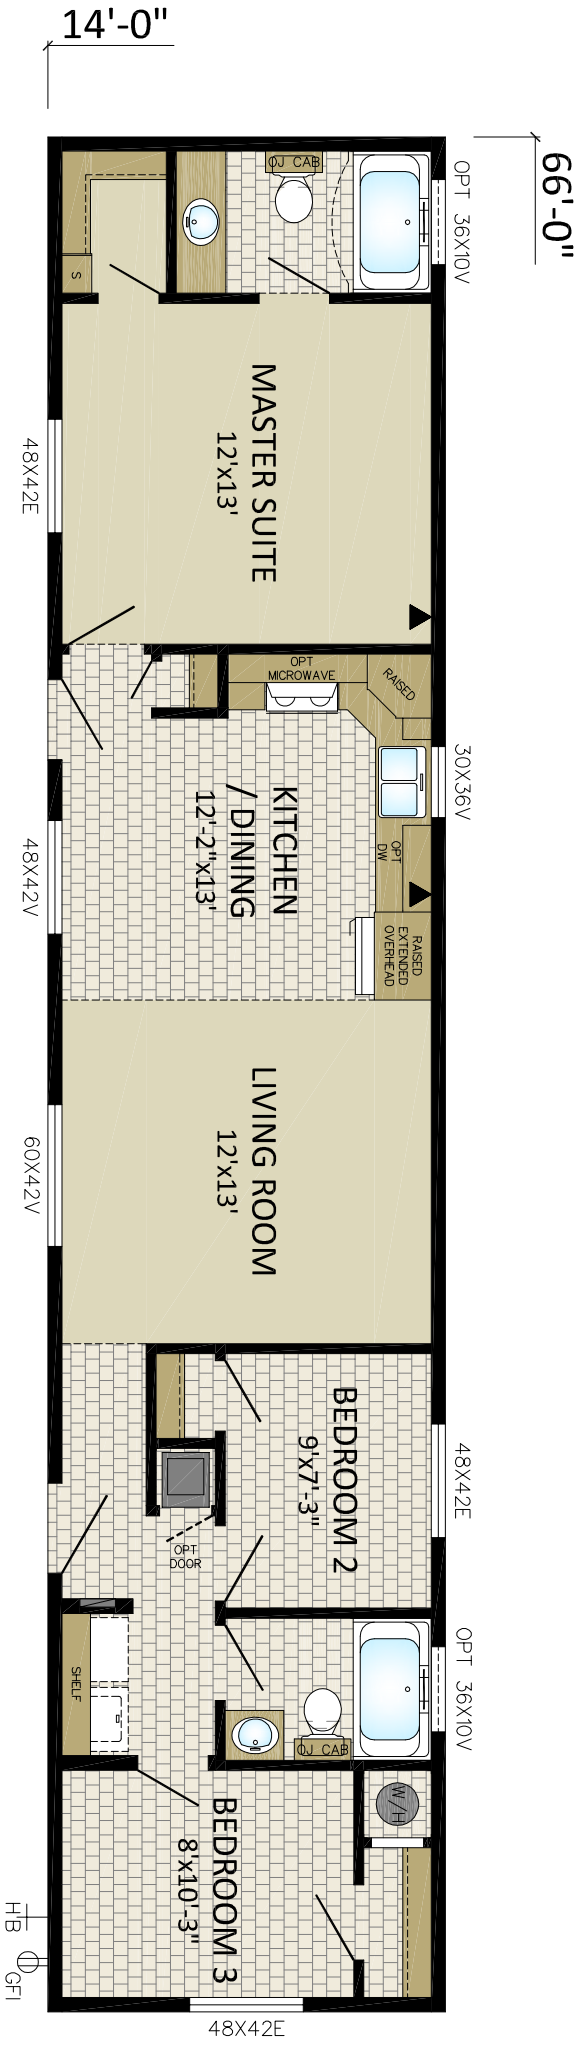 14'-0"
66'-0"
OJ CAB
OPT 36X10V
S
MASTER SUITE
12'x13'
48X42E
OPT
MICROWAVE
RAISED
30X36V
KITCHEN
/ DINING
12'-2"x13'
48X42V
OPT
DW
RAISED
EXTENDED
OVERHEAD
LIVING ROOM
12'x13'
60X42V
BEDROOM 2
9'x7'-3"
48X42E
OPT
DOOR
SHELF
OPT 36X10V
OJ CAB
W/H
BEDROOM 3
8'x10'-3"
H'B
GFI
48X42E